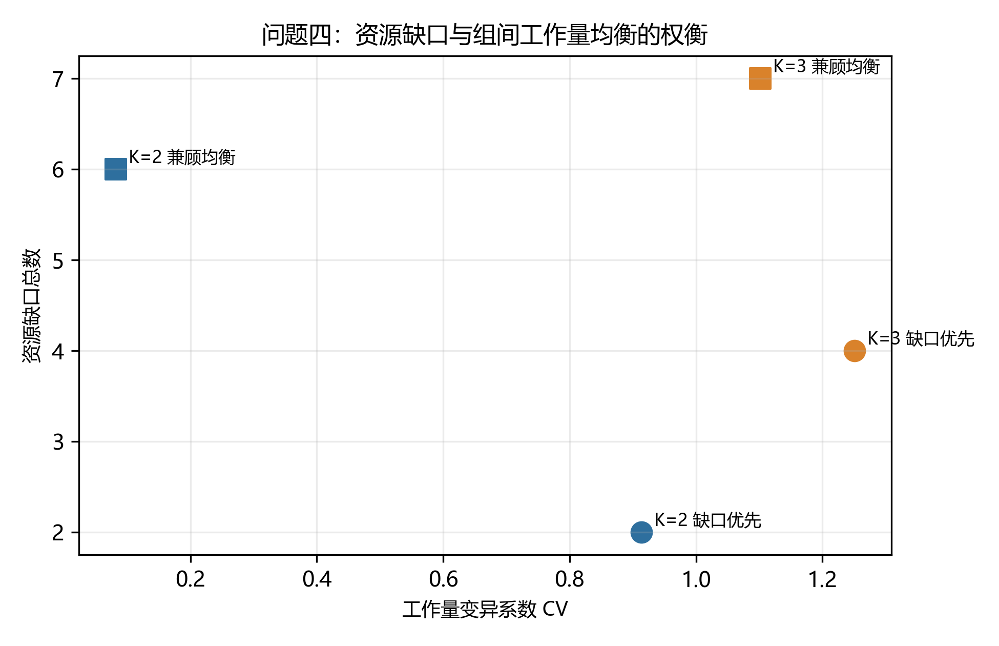 问题四：资源缺口与组间工作量均衡的权衡
K=3 兼顾均衡
7
K=2 兼顾均衡
6
5
资源缺口总数
K=3 缺口优先
4
3
K=2 缺口优先
2
0.2 0.4 0.6 0.8 1.0 1.2
工作量变异系数 CV